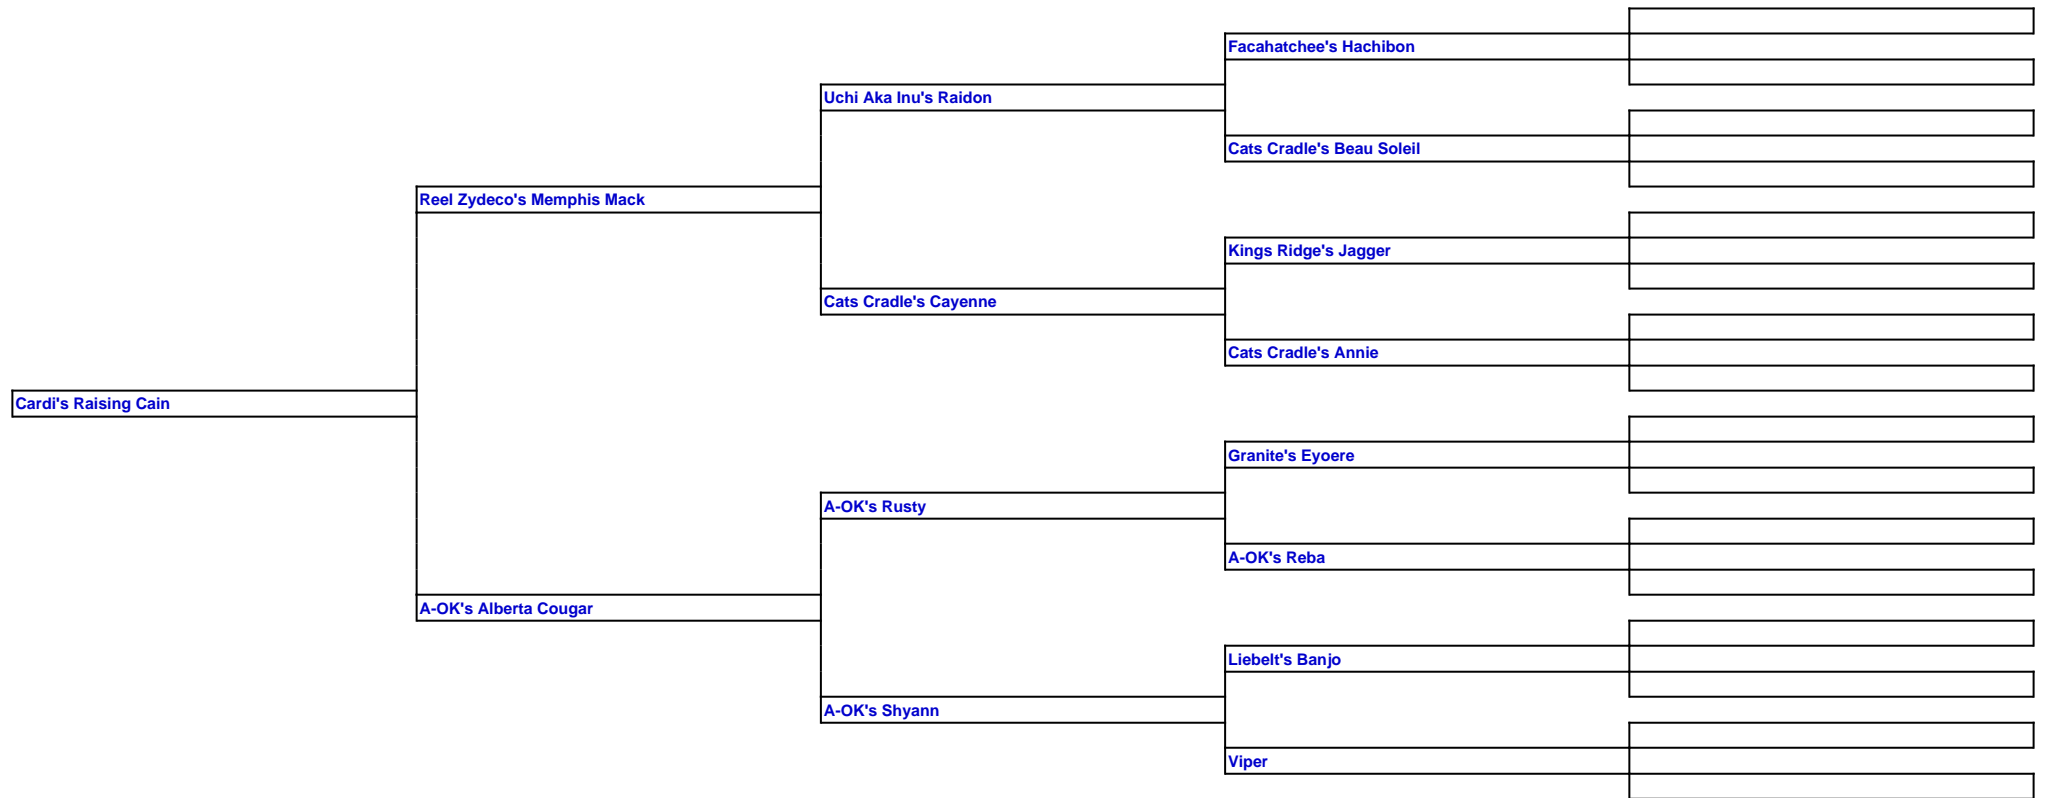 Facahatchee's Hachibon
Uchi Aka Inu's Raidon
Cats Cradle's Beau Soleil
Reel Zydeco's Memphis Mack
Kings Ridge's Jagger
Cats Cradle's Cayenne
Cats Cradle's Annie
Cardi's Raising Cain
Granite's Eyoere
A-OK's Rusty
A-OK's Reba
A-OK's Alberta Cougar
Liebelt's Banjo
A-OK's Shyann
Viper